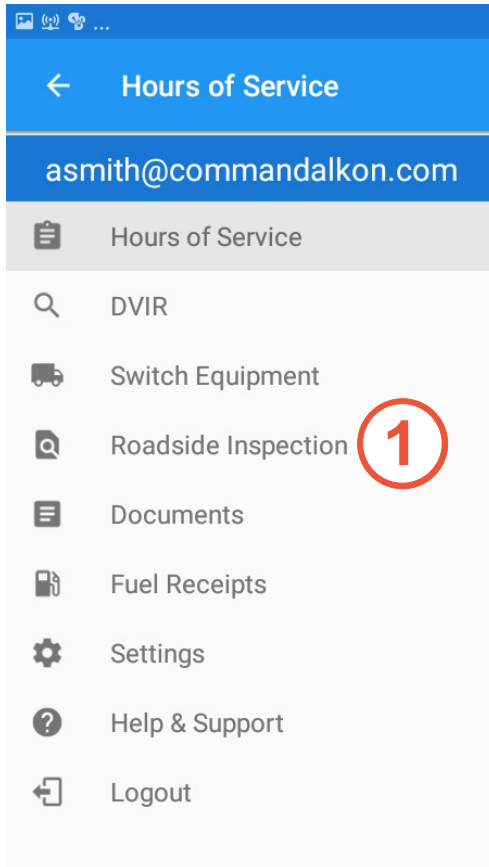 ...
Hours of Service
asmith@commandalkon.com
Hours of Service
DVIR
Switch Equipment
Roadside Inspection 1
Documents
Fuel Receipts
Settings
Help & Support
Logout